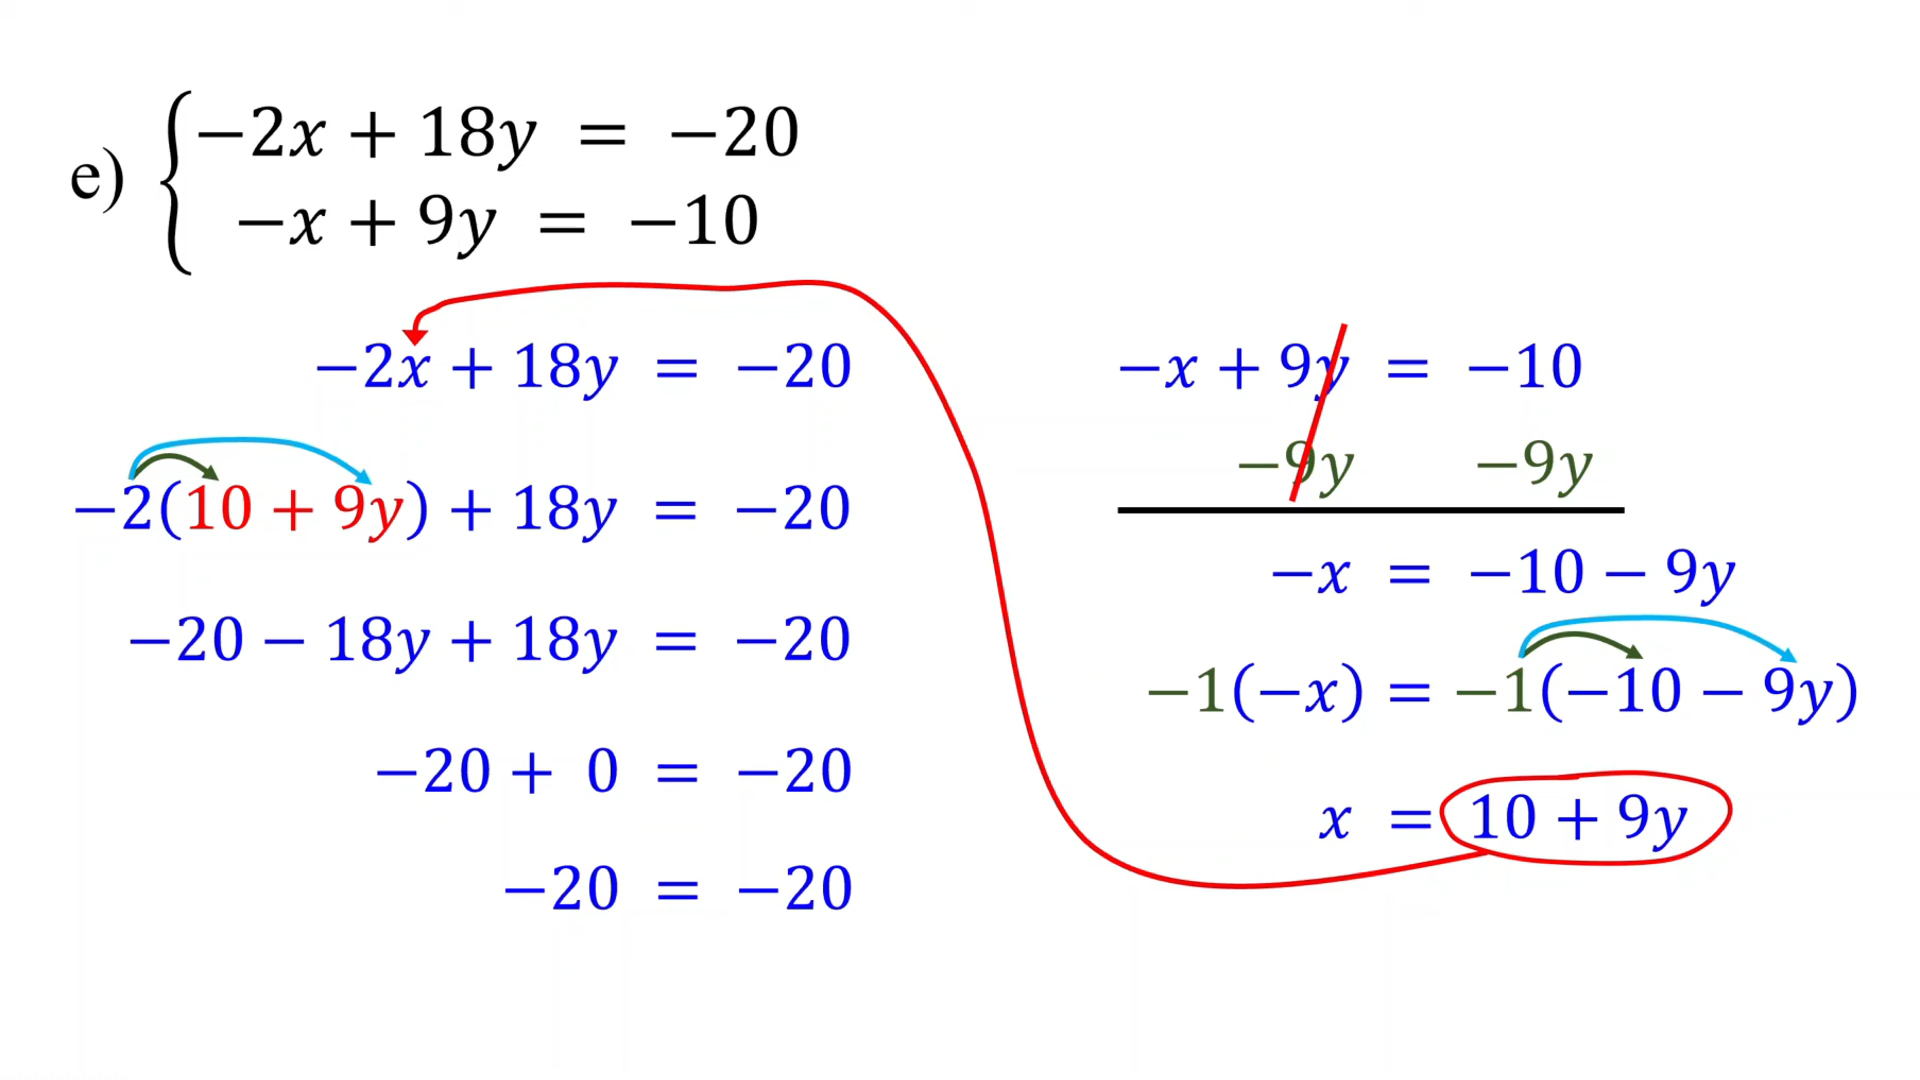 e) { −2x + 18y = −20
−x + 9y = −10
−2x + 18y = −20
−2(10 + 9y) + 18y = −20
−20 − 18y + 18y = −20
−20 + 0 = −20
−20 = −20
−x + 9y = −10
−9y −9y
−x = −10 − 9y
−1(−x) = −1(−10 − 9y)
x = 10 + 9y